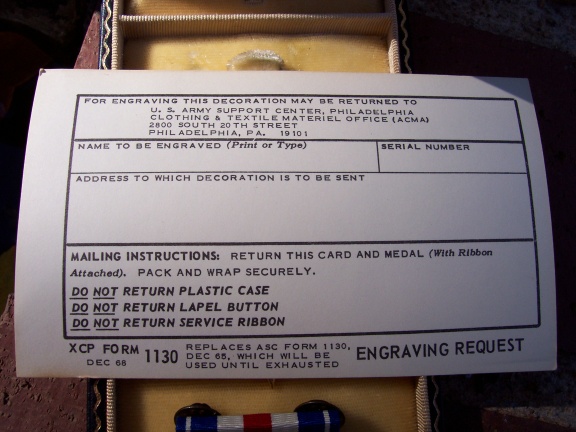 FOR ENGRAVING THIS DECORATION MAY BE RETURNED TO
U. S. ARMY SUPPORT CENTER, PHILADELPHIA
CLOTHING & TEXTILE MATERIEL OFFICE (ACMA)
2800 SOUTH 20TH STREET
PHILADELPHIA, PA. 19101
NAME TO BE ENGRAVED (Print or Type)
SERIAL NUMBER
ADDRESS TO WHICH DECORATION IS TO BE SENT
MAILING INSTRUCTIONS: RETURN THIS CARD AND MEDAL (With Ribbon
Attached). PACK AND WRAP SECURELY.
DO NOT RETURN PLASTIC CASE
DO NOT RETURN LAPEL BUTTON
DO NOT RETURN SERVICE RIBBON
XCP FORM 1130
DEC 68
REPLACES ASC FORM 1130,
DEC 65, WHICH WILL BE
USED UNTIL EXHAUSTED
ENGRAVING REQUEST